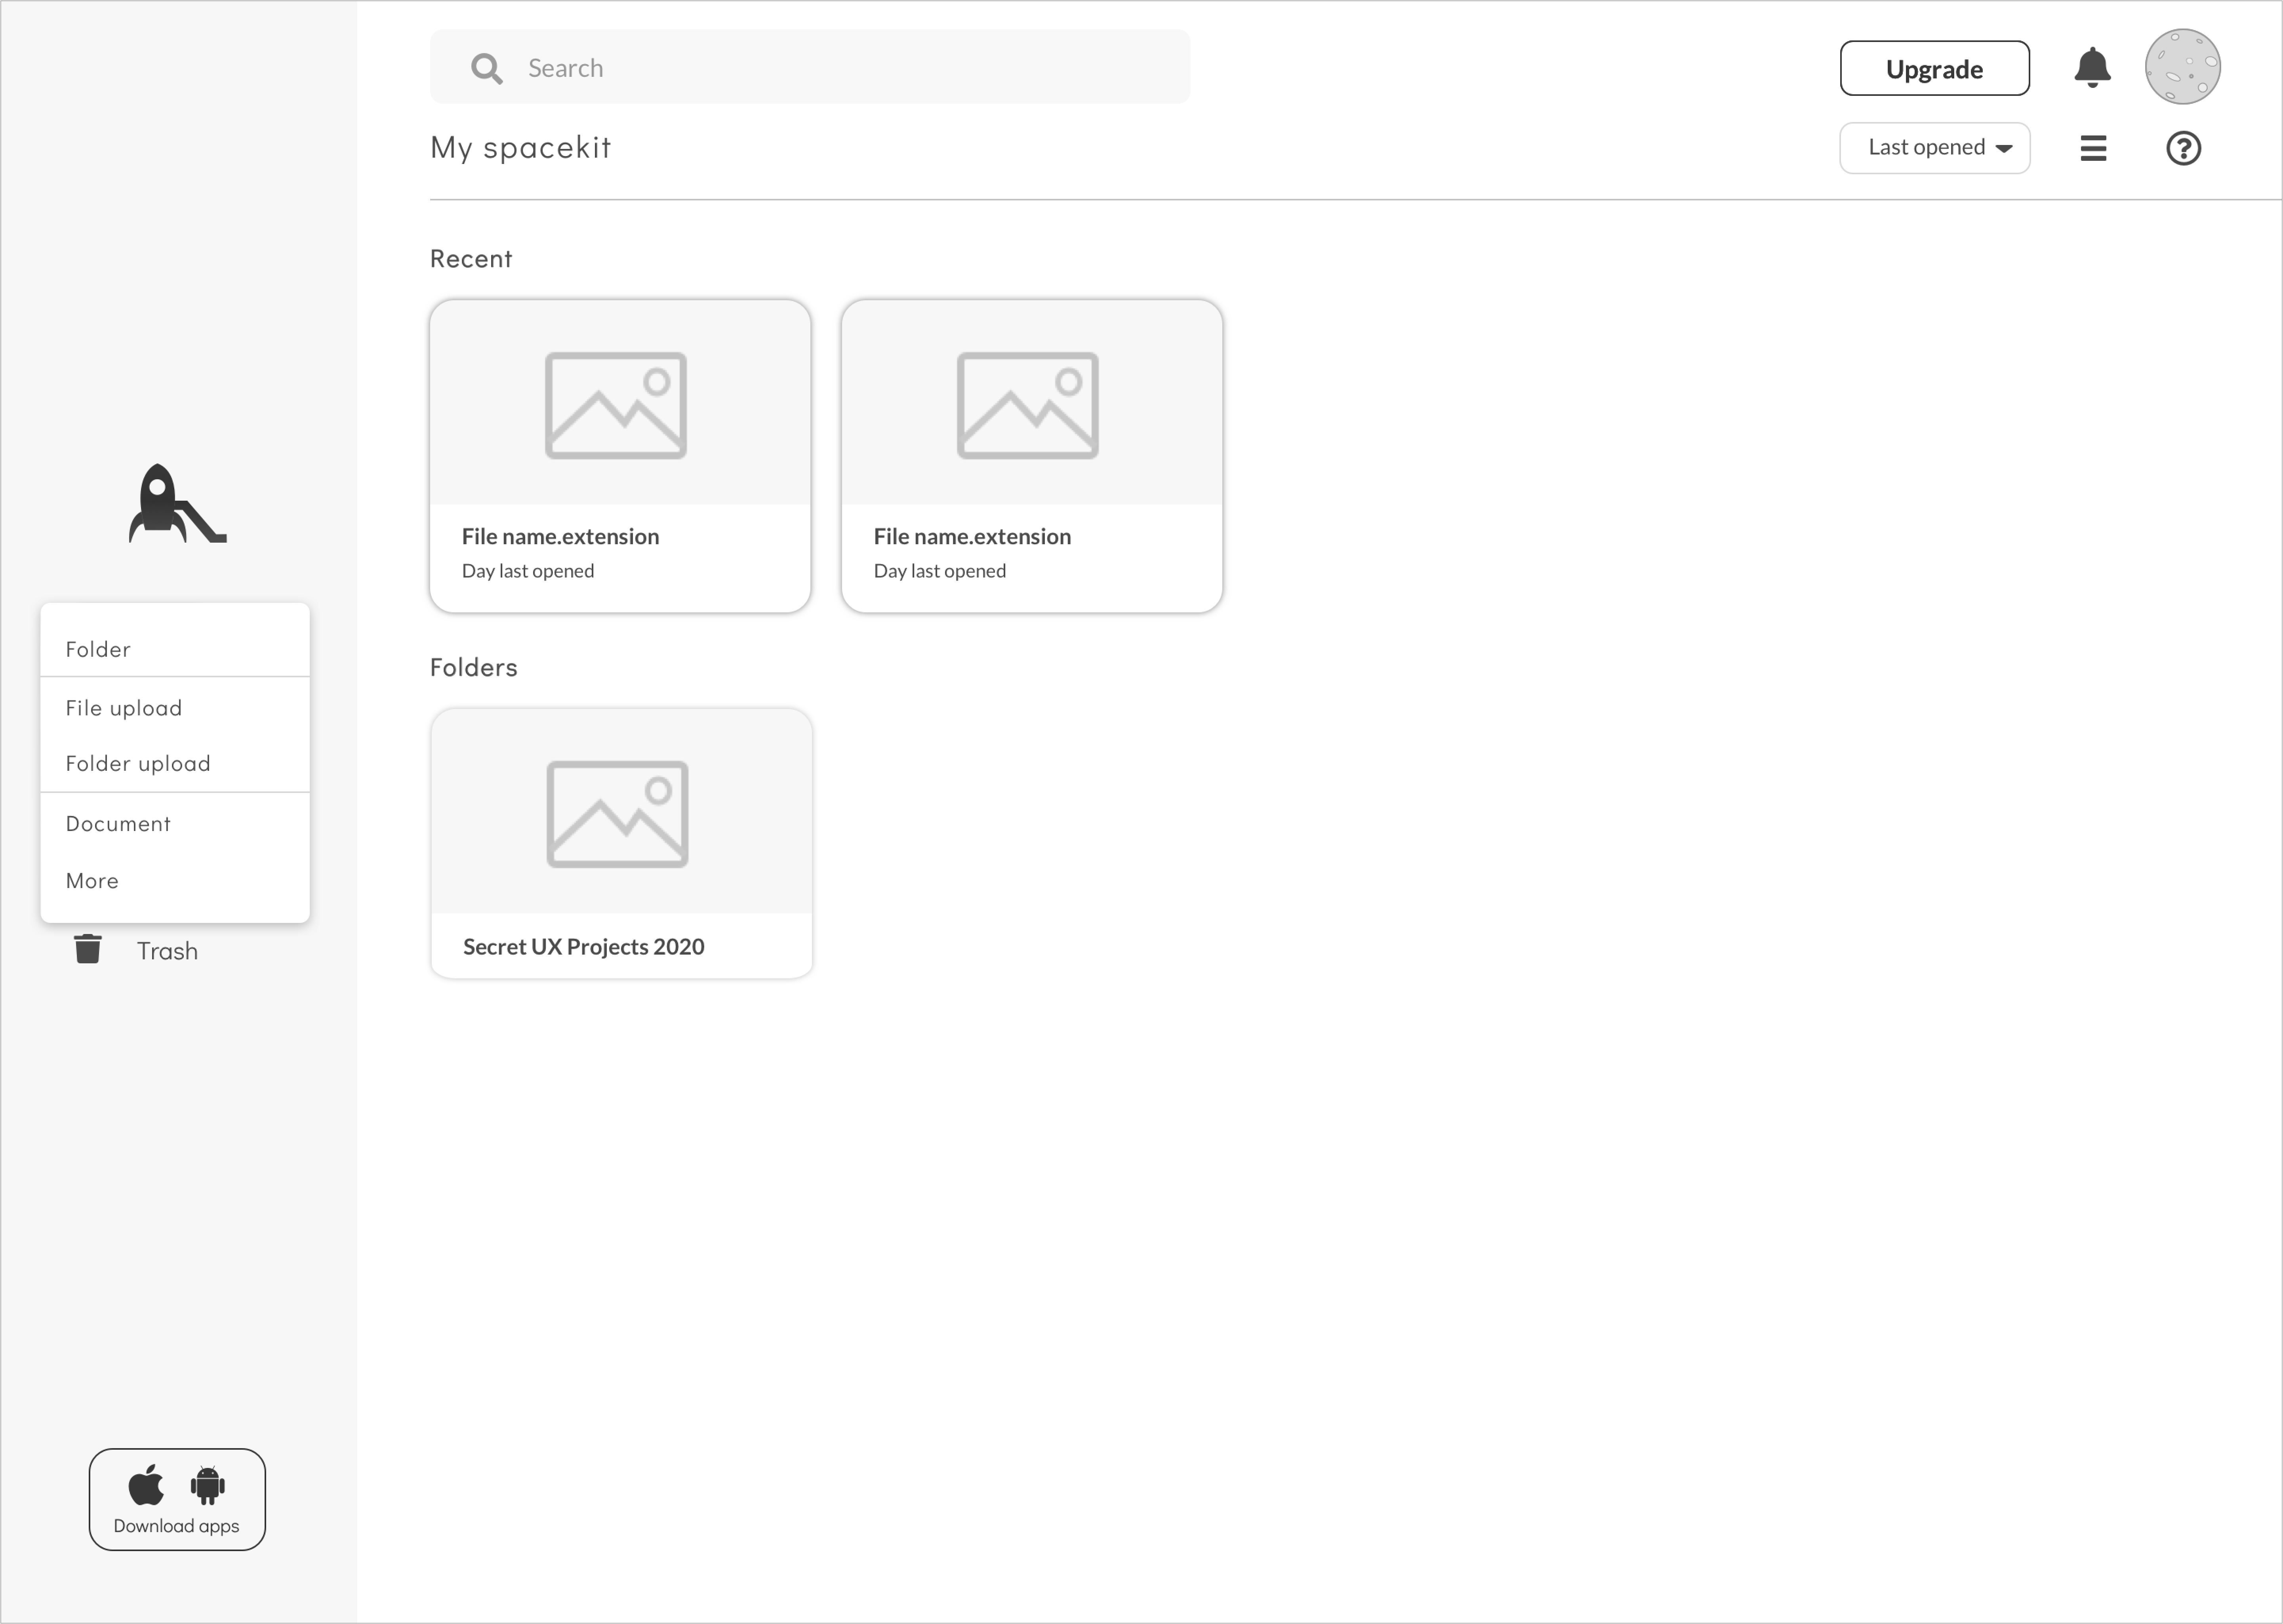 Search
Upgrade
My spacekit
Last opened
Recent
File name.extension
Day last opened
File name.extension
Day last opened
Folder
File upload
Folder upload
Document
More
Trash
Folders
Secret UX Projects 2020
Download apps